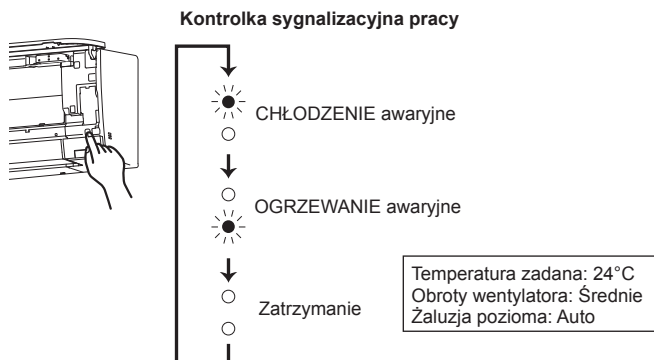 Kontrolka sygnalizacyjna pracy
CHŁODZENIE awaryjne
OGRZEWANIE awaryjne
Zatrzymanie
Temperatura zadana: 24°C
Obroty wentylatora: Średnie
Żaluzja pozioma: Auto